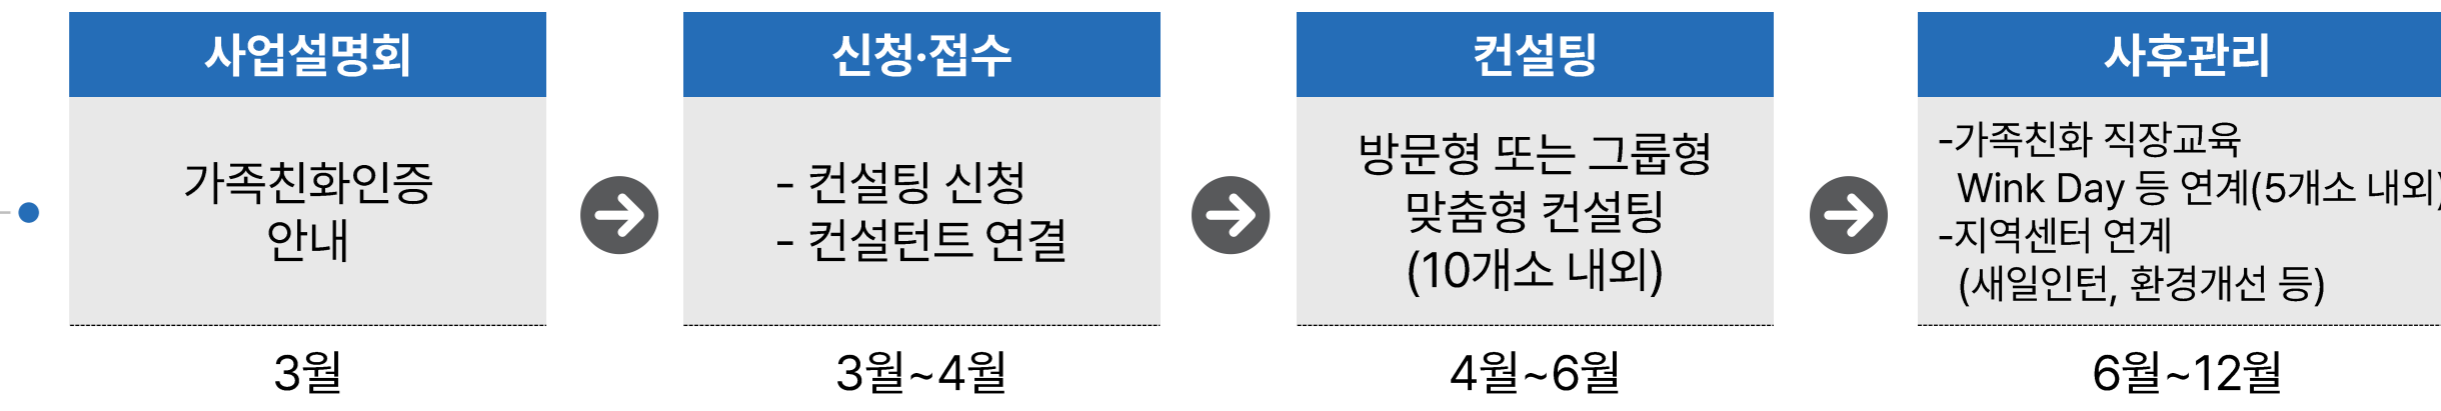 사업설명회
가족친화인증
안내
3월
신청·접수
- 컨설팅 신청
- 컨설턴트 연결
3월~4월
컨설팅
방문형 또는 그룹형
맞춤형 컨설팅
(10개소 내외)
4월~6월
사후관리
-가족친화 직장교육
Wink Day 등 연계(5개소 내외)
-지역센터 연계
(새일인턴, 환경개선 등)
6월~12월